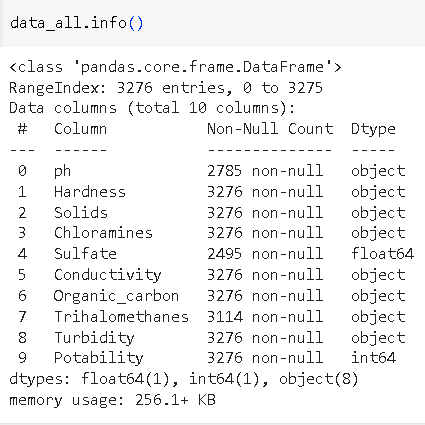 data_all.info()
<class 'pandas.core.frame.DataFrame'>
RangeIndex: 3276 entries, 0 to 3275
Data columns (total 10 columns):
 #   Column           Non-Null Count  Dtype
---  ------           --------------  -----
 0   ph               2785 non-null   object
 1   Hardness         3276 non-null   object
 2   Solids           3276 non-null   object
 3   Chloramines      3276 non-null   object
 4   Sulfate          2495 non-null   float64
 5   Conductivity     3276 non-null   object
 6   Organic_carbon   3276 non-null   object
 7   Trihalomethanes  3114 non-null   object
 8   Turbidity        3276 non-null   object
 9   Potability       3276 non-null   int64
dtypes: float64(1), int64(1), object(8)
memory usage: 256.1+ KB